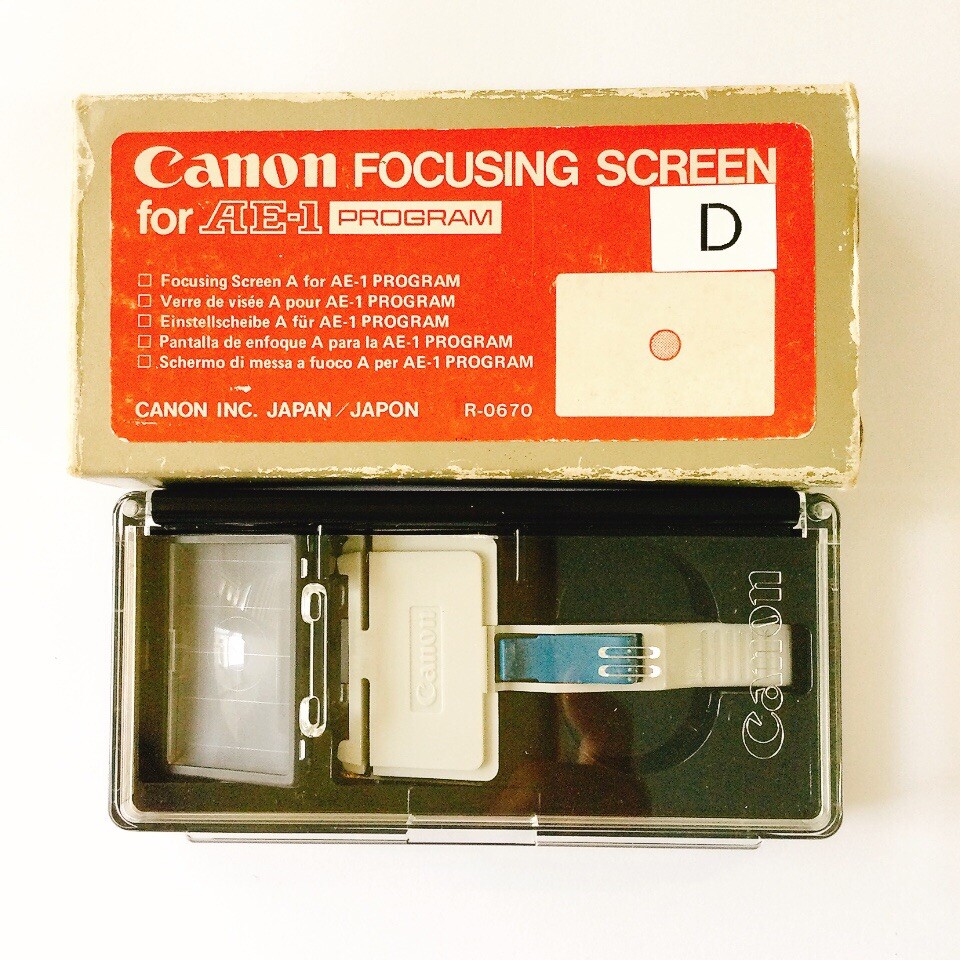 Canon FOCUSING SCREEN
for AE-1 PROGRAM
D
□ Focusing Screen A for AE-1 PROGRAM
□ Verre de visée A pour AE-1 PROGRAM
□ Einstellscheibe A für AE-1 PROGRAM
□ Pantalla de enfoque A para la AE-1 PROGRAM
□ Schermo di messa a fuoco A per AE-1 PROGRAM
CANON INC. JAPAN/JAPON R-0670
Canon
Canon